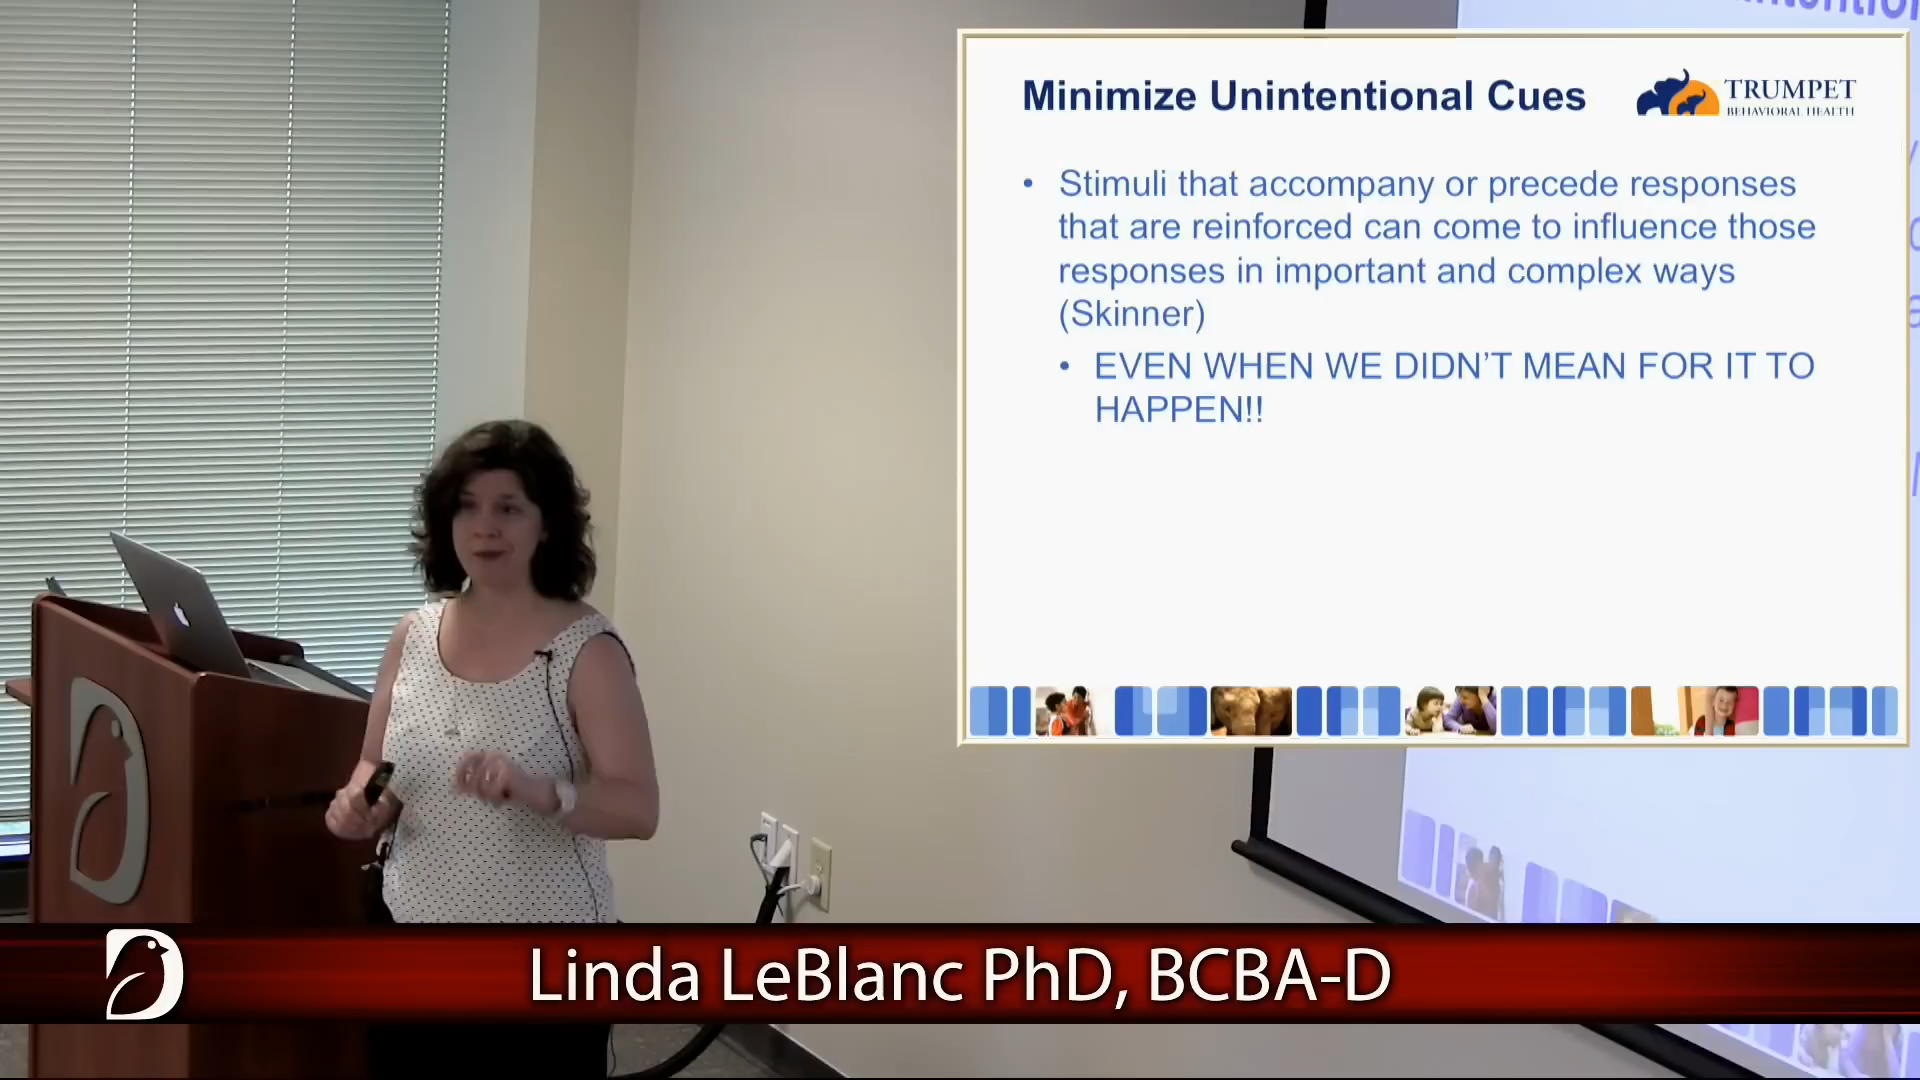 Minimize Unintentional Cues
TRUMPET
BEHAVIORAL HEALTH
• Stimuli that accompany or precede responses
that are reinforced can come to influence those
responses in important and complex ways
(Skinner)
• EVEN WHEN WE DIDN'T MEAN FOR IT TO
HAPPEN!!
Linda LeBlanc PhD, BCBA-D